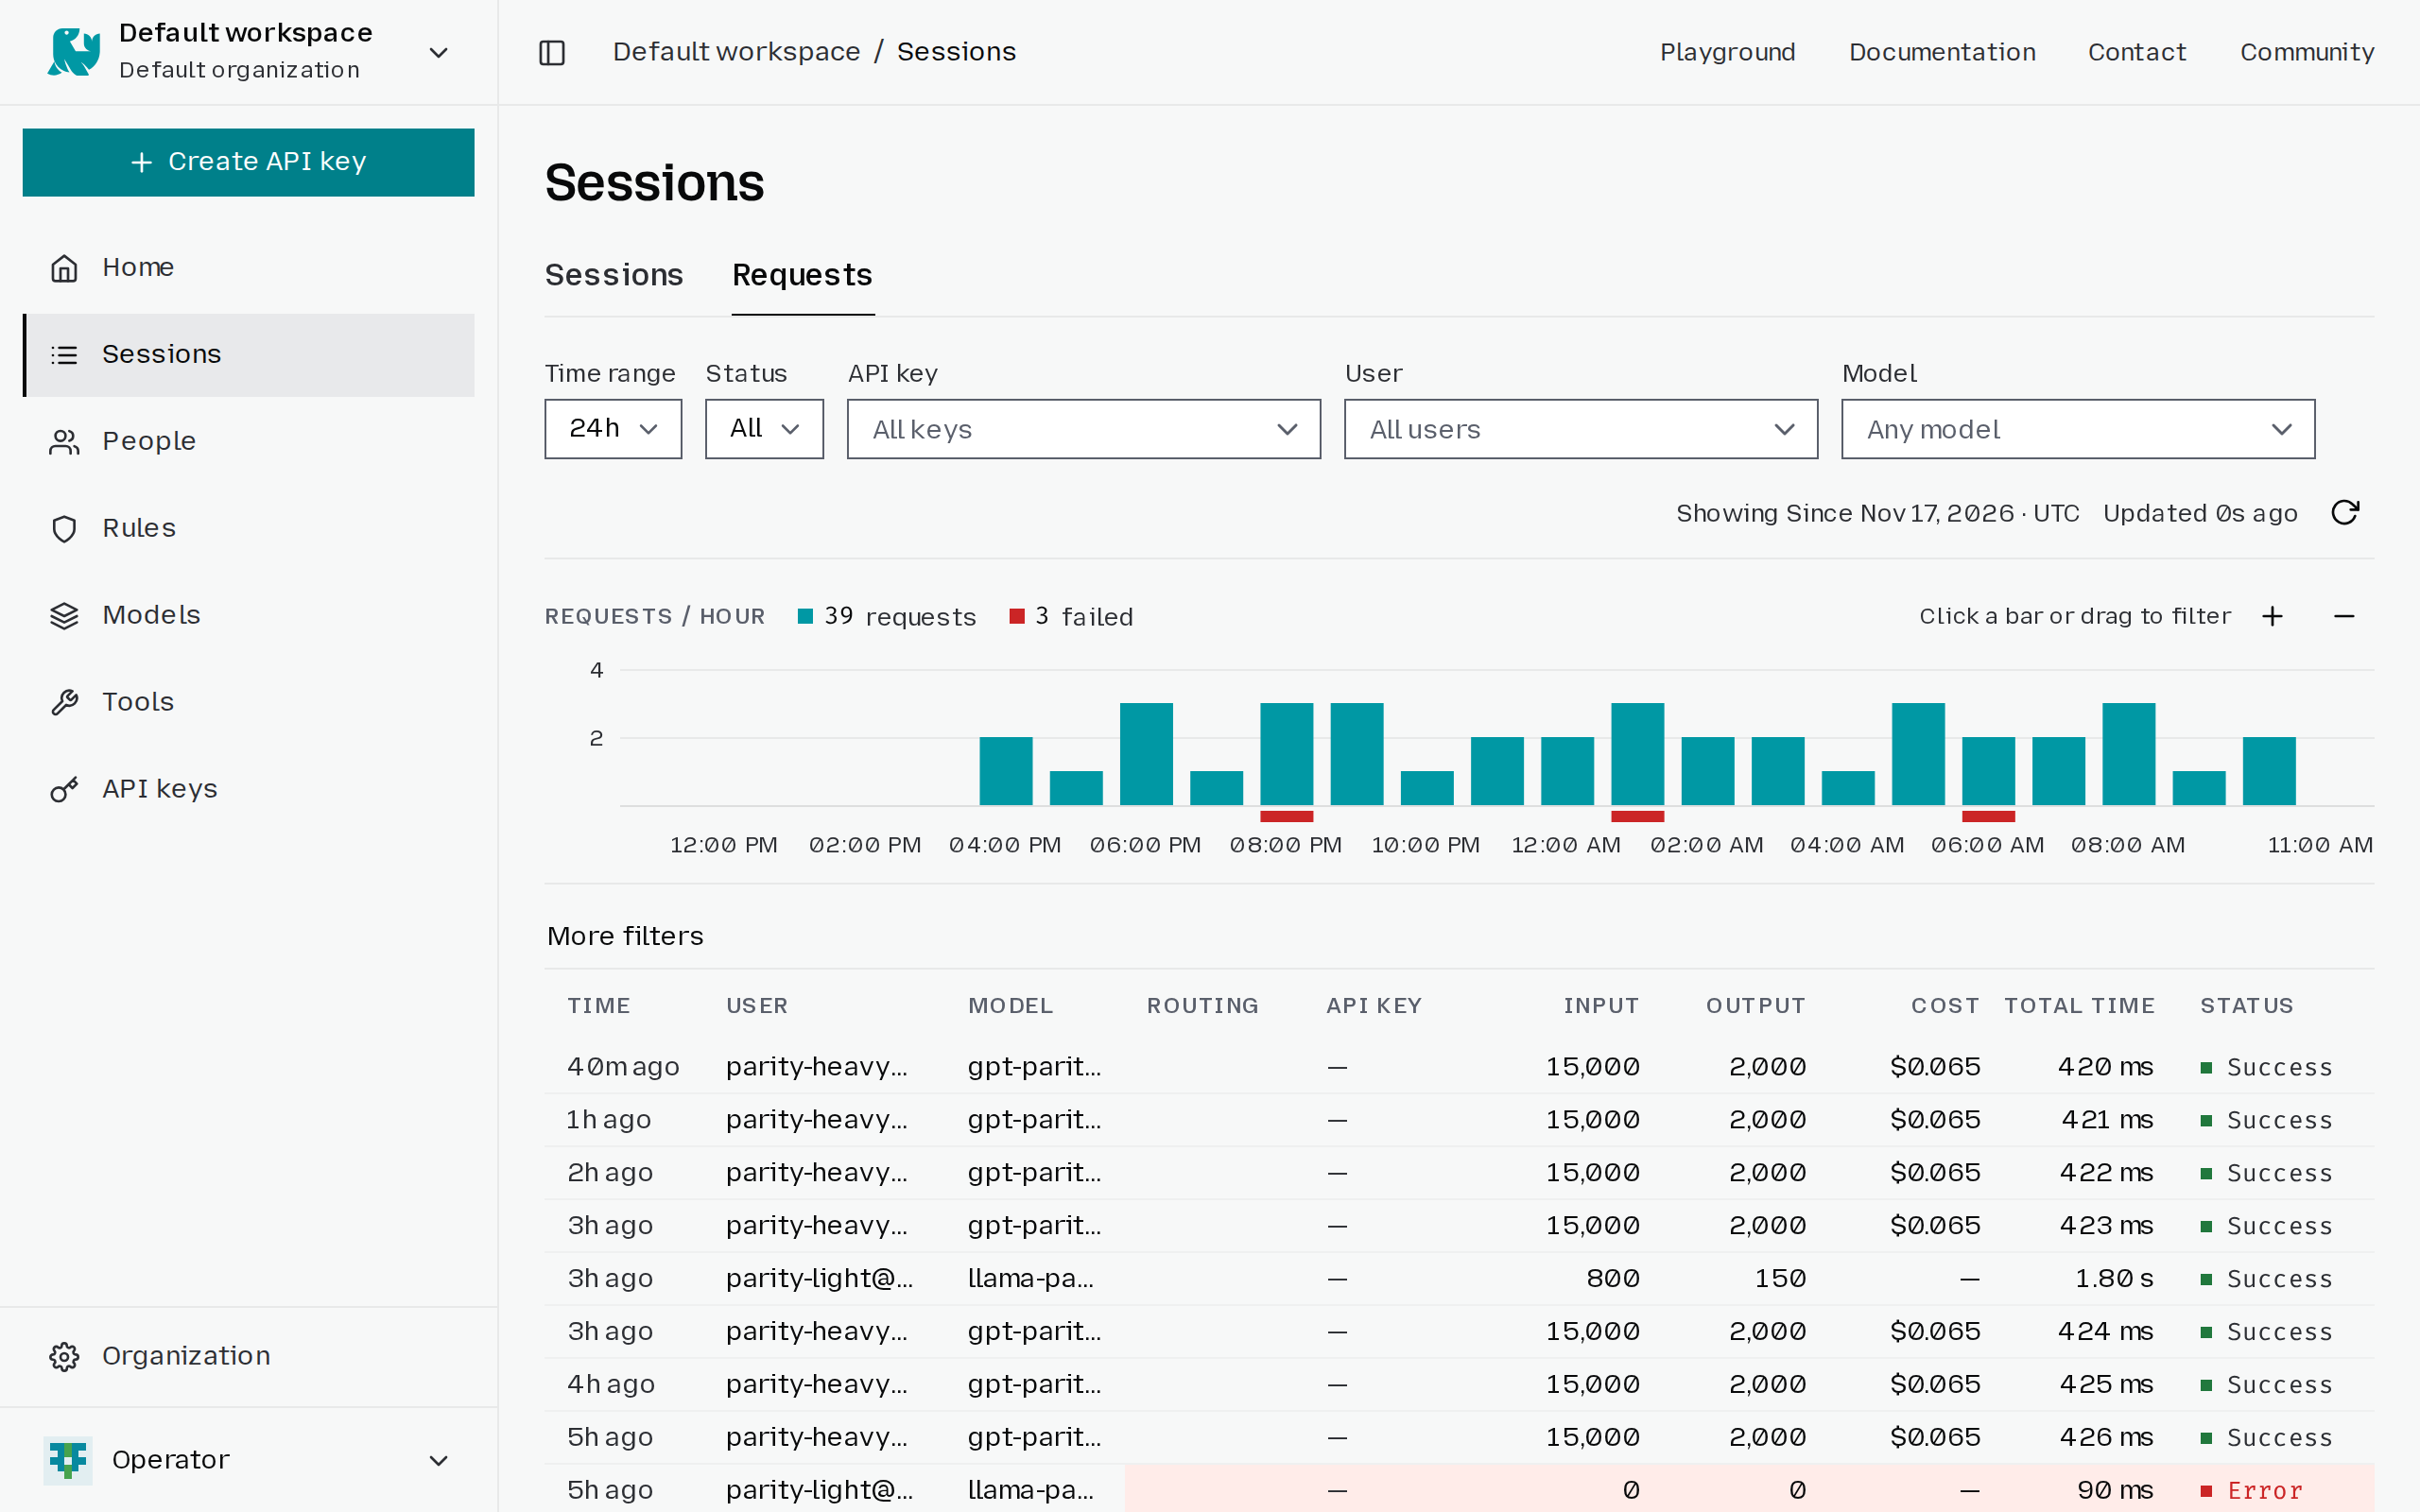 Default workspace
Default organization
Default workspace / Sessions
Playground Documentation Contact Community
Create API key
Home
Sessions
People
Rules
Models
Tools
API keys
Organization
Operator
Sessions
Sessions Requests
Time range Status API key User Model
24h All All keys All users Any model
Showing Since Nov 17, 2026 · UTC Updated 0s ago
REQUESTS / HOUR 39 requests 3 failed Click a bar or drag to filter
4
2
12:00 PM 02:00 PM 04:00 PM 06:00 PM 08:00 PM 10:00 PM 12:00 AM 02:00 AM 04:00 AM 06:00 AM 08:00 AM 11:00 AM
More filters
TIME USER MODEL ROUTING API KEY INPUT OUTPUT COST TOTAL TIME STATUS
40m ago parity-heavy... gpt-parit... — 15,000 2,000 $0.065 420 ms Success
1h ago parity-heavy... gpt-parit... — 15,000 2,000 $0.065 421 ms Success
2h ago parity-heavy... gpt-parit... — 15,000 2,000 $0.065 422 ms Success
3h ago parity-heavy... gpt-parit... — 15,000 2,000 $0.065 423 ms Success
3h ago parity-light@... llama-pa... — 800 150 — 1.80 s Success
3h ago parity-heavy... gpt-parit... — 15,000 2,000 $0.065 424 ms Success
4h ago parity-heavy... gpt-parit... — 15,000 2,000 $0.065 425 ms Success
5h ago parity-heavy... gpt-parit... — 15,000 2,000 $0.065 426 ms Success
5h ago parity-light@... llama-pa... — 0 0 — 90 ms Error